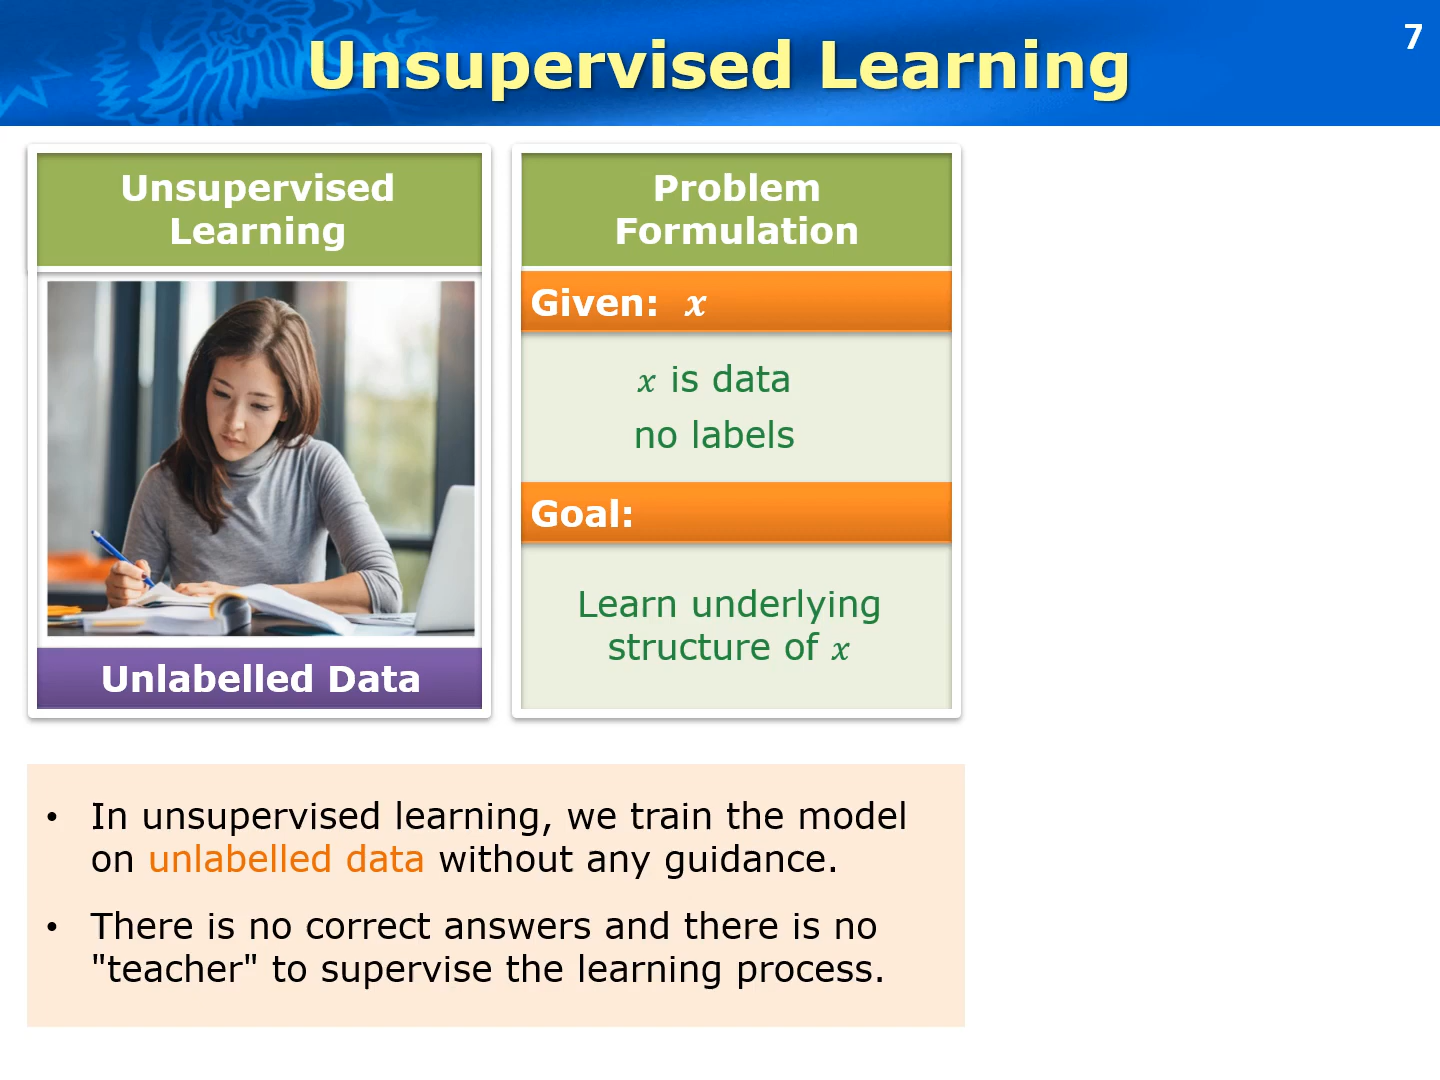 Unsupervised Learning
7
Unsupervised
Learning
Unlabelled Data
Problem
Formulation
Given: x
x is data
no labels
Goal:
Learn underlying
structure of x
• In unsupervised learning, we train the model
on unlabelled data without any guidance.
• There is no correct answers and there is no
"teacher" to supervise the learning process.